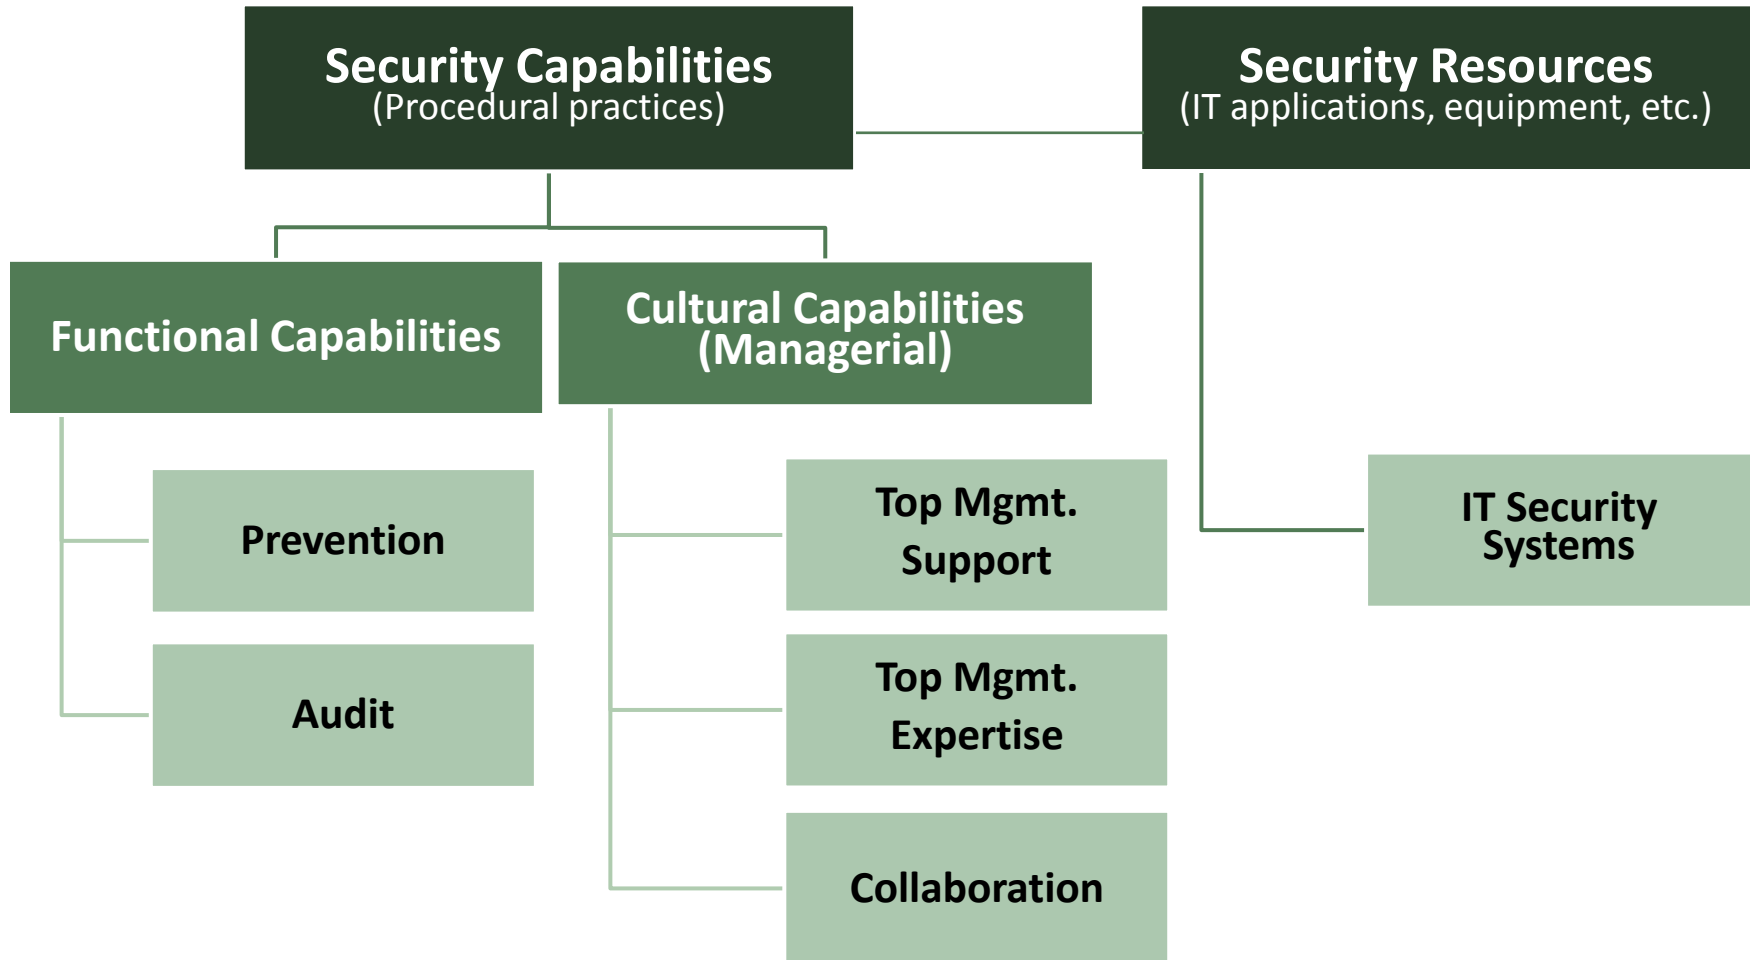 Security Capabilities
(Procedural practices)
Security Resources
(IT applications, equipment, etc.)
Functional Capabilities
Cultural Capabilities
(Managerial)
Prevention
Audit
Top Mgmt.
Support
Top Mgmt.
Expertise
Collaboration
IT Security
Systems